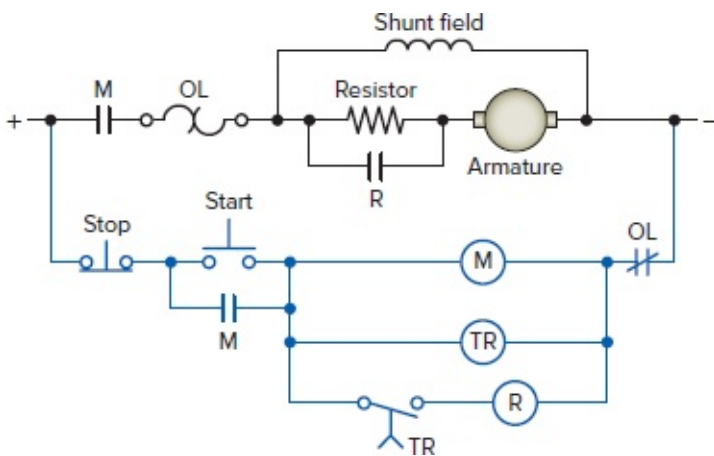 Shunt field
M
OL
Resistor
+
−
Armature
R
Start
Stop
OL
M
M
TR
R
TR